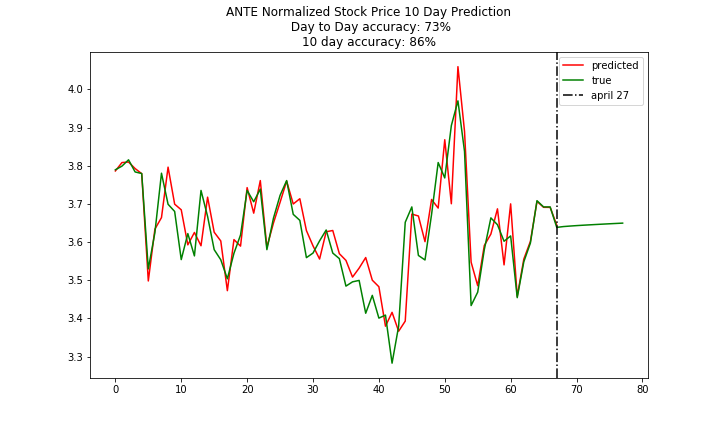 ANTE Normalized Stock Price 10 Day Prediction
Day to Day accuracy: 73%
10 day accuracy: 86%
predicted
true
april 27
4.0
3.9
3.8
3.7
3.6
3.5
3.4
3.3
0 10 20 30 40 50 60 70 80